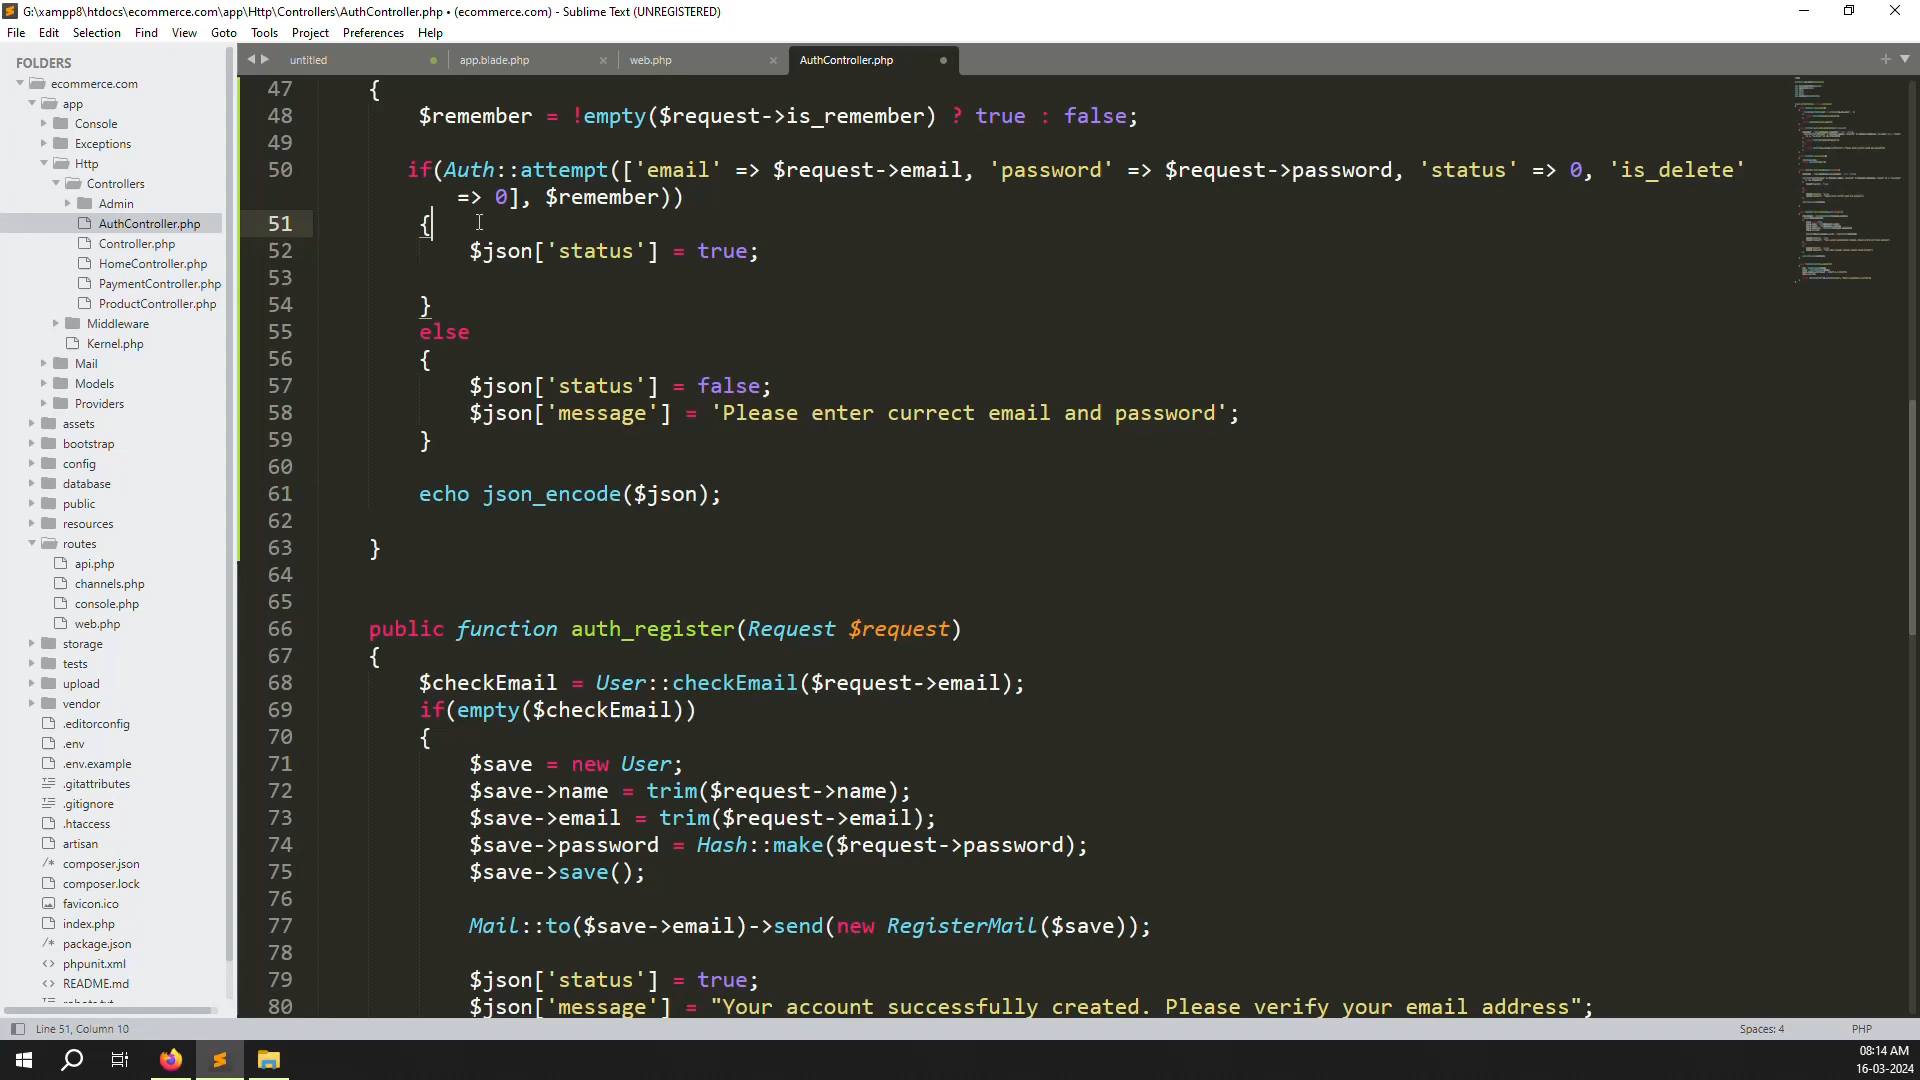 G:\xampp8\htdocs\ecommerce.com\app\Http\Controllers\AuthController.php • (ecommerce.com) - Sublime Text (UNREGISTERED)
File Edit Selection Find View Goto Tools Project Preferences Help
FOLDERS
ecommerce.com
app
Console
Exceptions
Http
Controllers
Admin
AuthController.php
Controller.php
HomeController.php
PaymentController.php
ProductController.php
Middleware
Kernel.php
Mail
Models
Providers
assets
bootstrap
config
database
public
resources
routes
api.php
channels.php
console.php
web.php
storage
tests
upload
vendor
.editorconfig
.env
.env.example
.gitattributes
.gitignore
.htaccess
artisan
composer.json
composer.lock
favicon.ico
index.php
package.json
phpunit.xml
README.md
untitled app.blade.php web.php AuthController.php
47 {
48 $remember = !empty($request->is_remember) ? true : false;
49
50 if(Auth::attempt(['email' => $request->email, 'password' => $request->password, 'status' => 0, 'is_delete'
=> 0], $remember))
51 {
52 $json['status'] = true;
53
54 }
55 else
56 {
57 $json['status'] = false;
58 $json['message'] = 'Please enter currect email and password';
59 }
60
61 echo json_encode($json);
62
63 }
64
65
66 public function auth_register(Request $request)
67 {
68 $checkEmail = User::checkEmail($request->email);
69 if(empty($checkEmail))
70 {
71 $save = new User;
72 $save->name = trim($request->name);
73 $save->email = trim($request->email);
74 $save->password = Hash::make($request->password);
75 $save->save();
76
77 Mail::to($save->email)->send(new RegisterMail($save));
78
79 $json['status'] = true;
80 $json['message'] = "Your account successfully created. Please verify your email address";
Line 51, Column 10
Spaces: 4
PHP
08:14 AM
16-03-2024